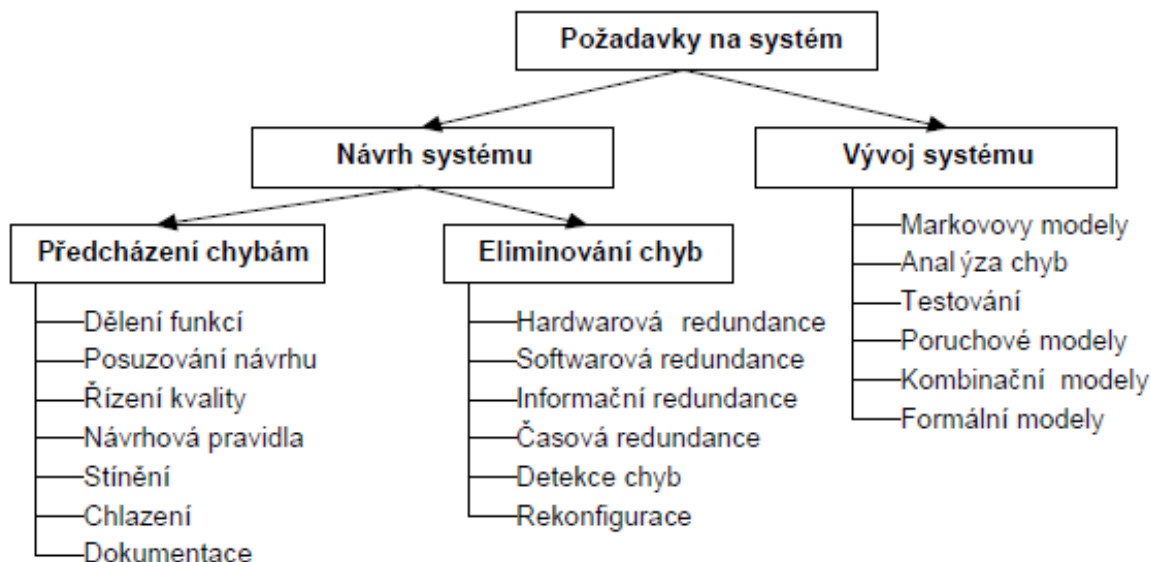 Požadavky na systém
Návrh systému
Vývoj systému
Předcházení chybám
Dělení funkcí
Posuzování návrhu
Řízení kvality
Návrhová pravidla
Stínění
Chlazení
Dokumentace
Eliminování chyb
Hardwarová redundance
Softwarová redundance
Informační redundance
Časová redundance
Detekce chyb
Rekonfigurace
Markovovy modely
Analýza chyb
Testování
Poruchové modely
Kombinační modely
Formální modely